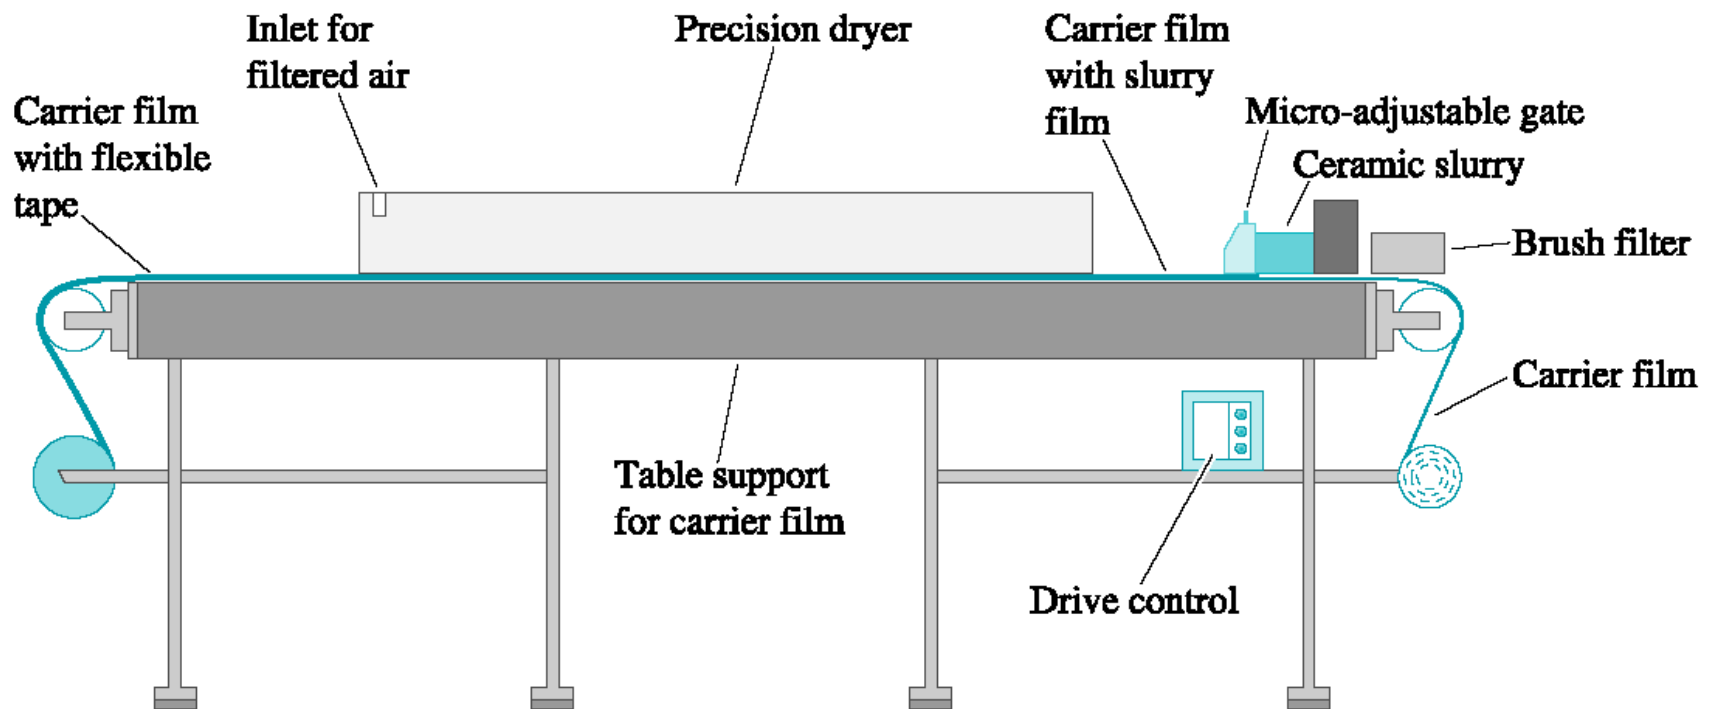 Inlet for
filtered air
Precision dryer
Carrier film
with slurry
film
Carrier film
with flexible
tape
Micro-adjustable gate
Ceramic slurry
Brush filter
Carrier film
Table support
for carrier film
Drive control